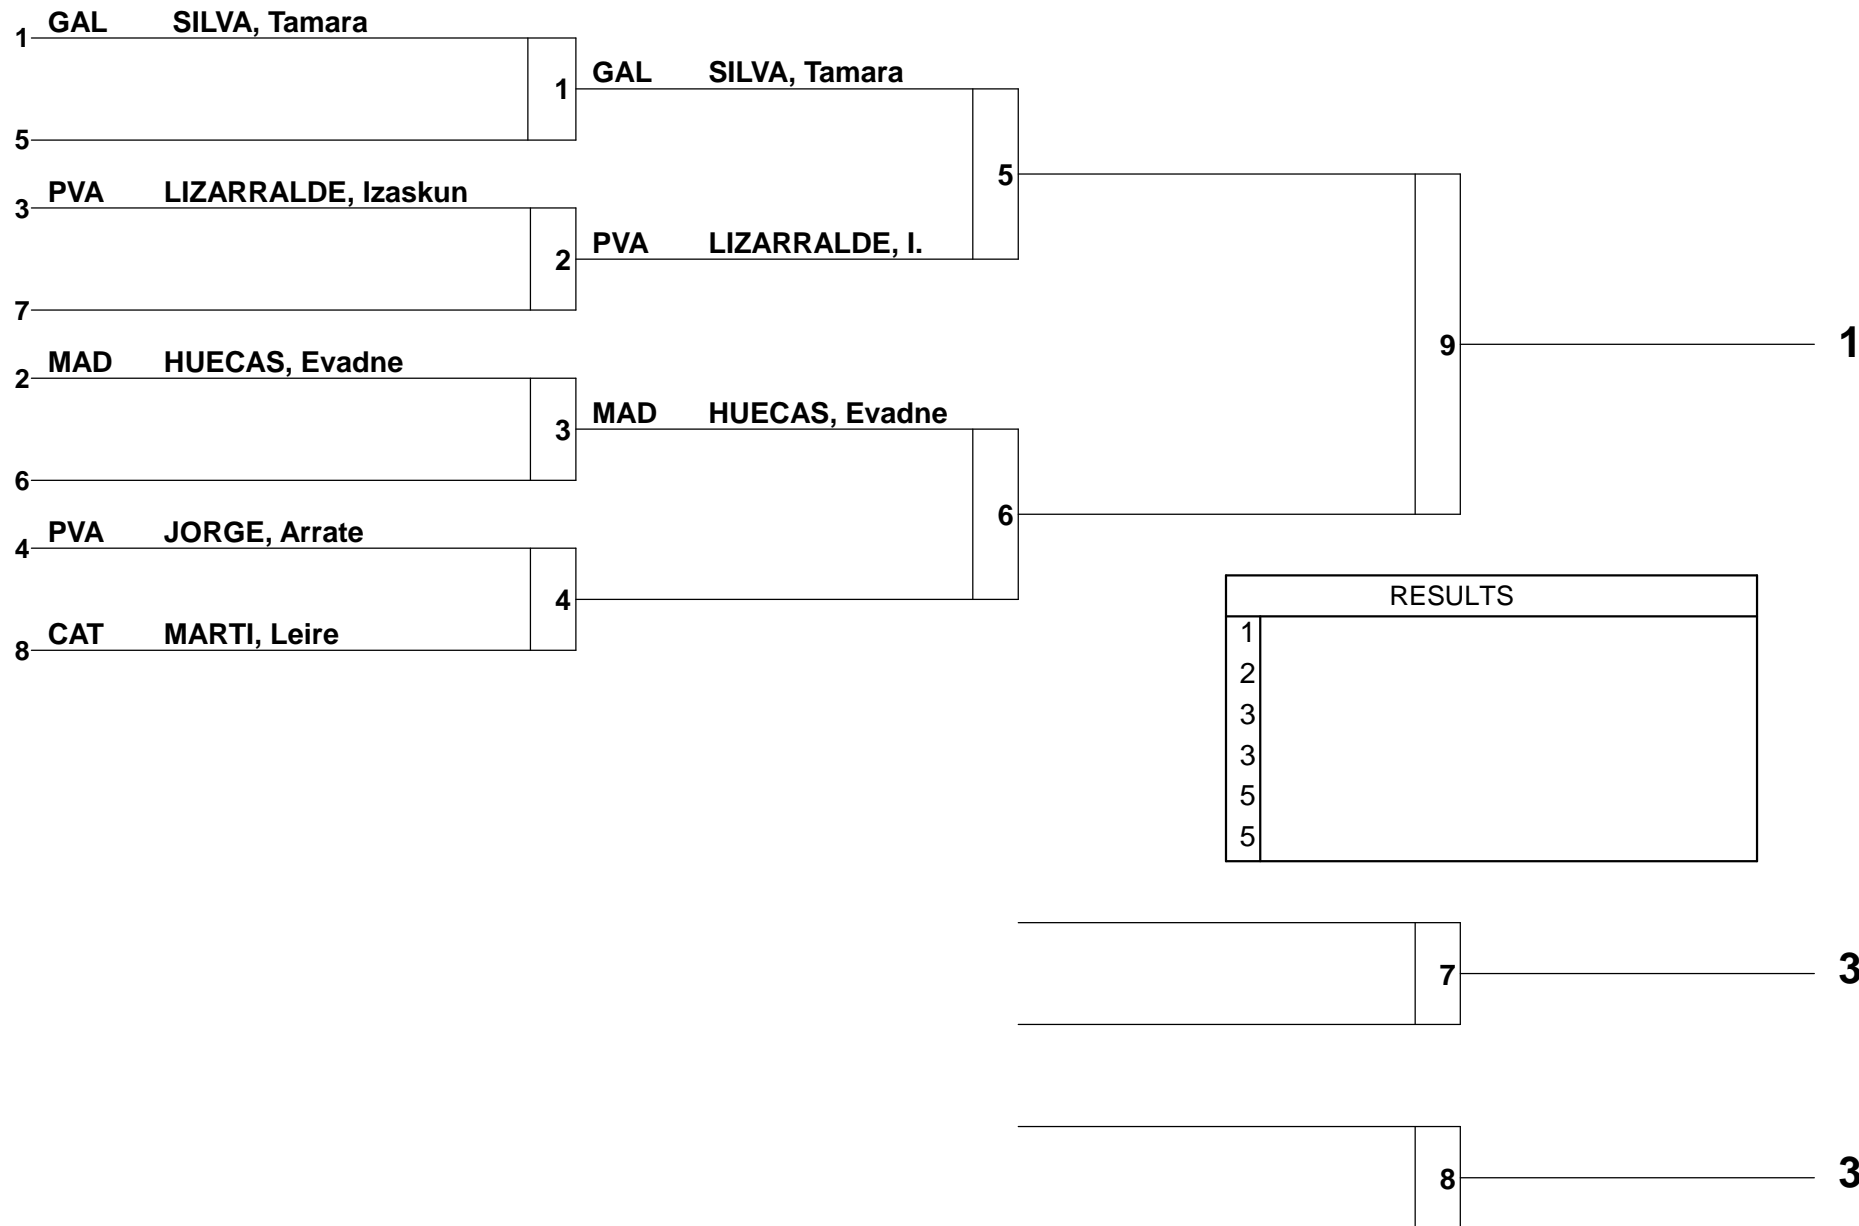 1 GAL SILVA, Tamara
1 GAL SILVA, Tamara
5
5
3 PVA LIZARRALDE, Izaskun
2 PVA LIZARRALDE, I.
7
9 1
2 MAD HUECAS, Evadne
3 MAD HUECAS, Evadne
6
6
4 PVA JORGE, Arrate
4
8 CAT MARTI, Leire
RESULTS
1
2
3
3
5
5
7 3
8 3